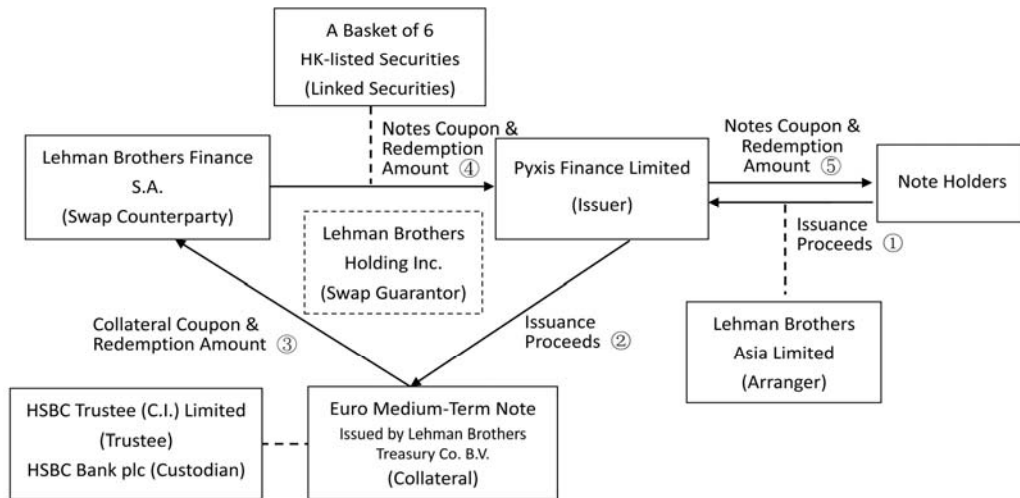 A Basket of 6
HK-listed Securities
(Linked Securities)
Notes Coupon &
Redemption
Amount ④
Notes Coupon &
Redemption
Amount ⑤
Lehman Brothers Finance
S.A.
(Swap Counterparty)
Pyxis Finance Limited
(Issuer)
Note Holders
Issuance
Proceeds ①
Lehman Brothers
Holding Inc.
(Swap Guarantor)
Collateral Coupon &
Redemption Amount ③
Issuance
Proceeds ②
Lehman Brothers
Asia Limited
(Arranger)
HSBC Trustee (C.I.) Limited
(Trustee)
HSBC Bank plc (Custodian)
Euro Medium-Term Note
Issued by Lehman Brothers
Treasury Co. B.V.
(Collateral)